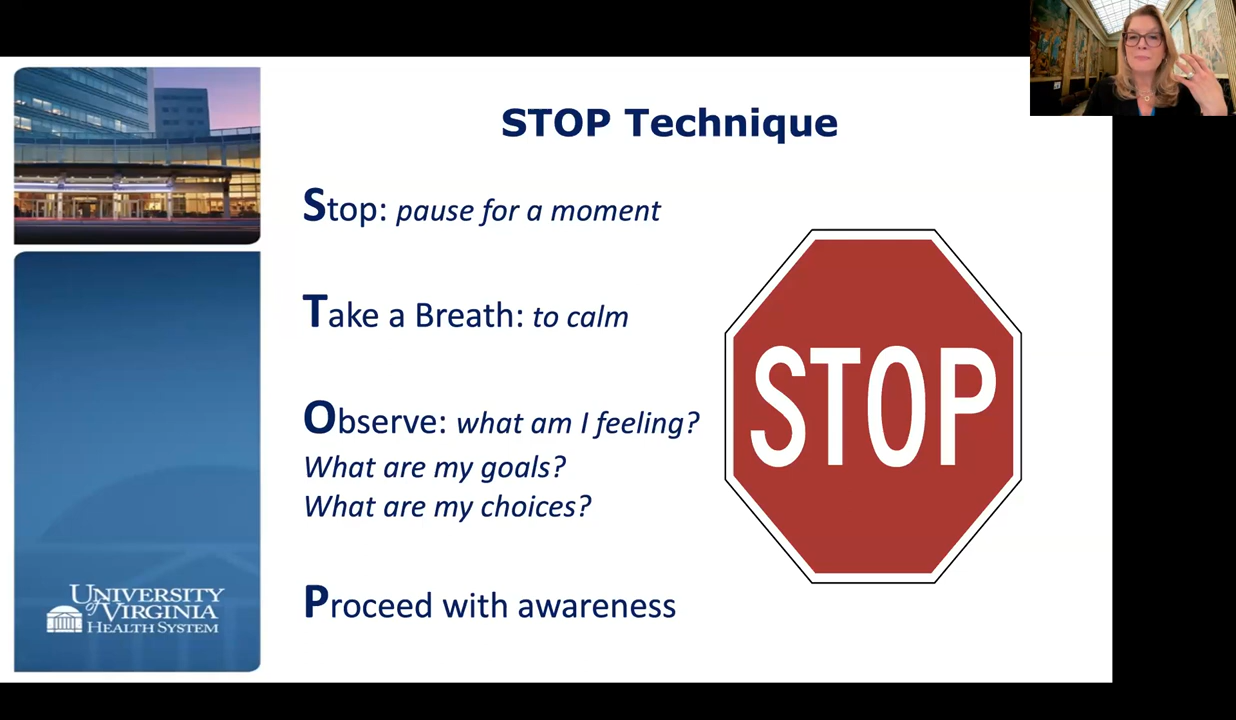 STOP Technique
Stop: pause for a moment
Take a Breath: to calm
Observe: what am I feeling?
What are my goals?
What are my choices?
Proceed with awareness
STOP
UNIVERSITY
of VIRGINIA
HEALTH SYSTEM